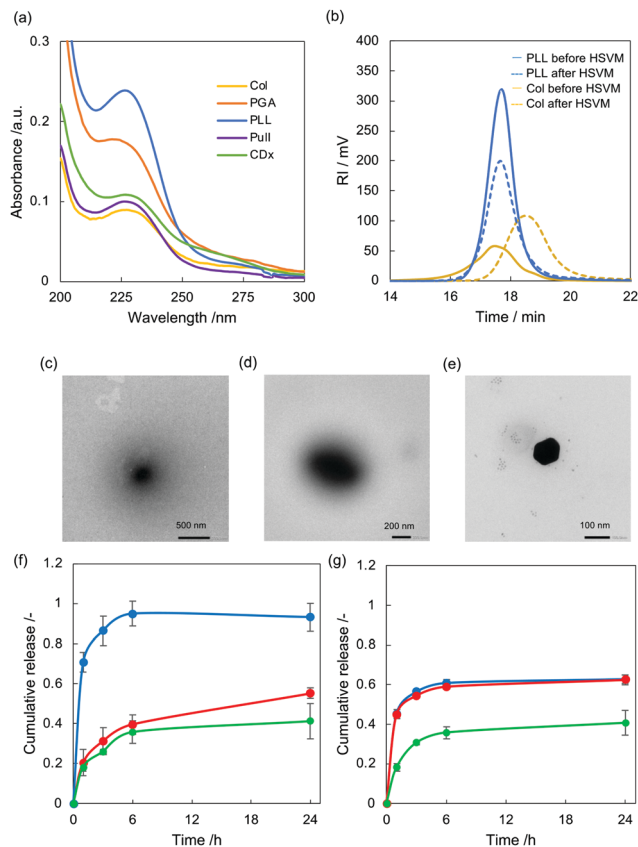 (a)
(b)
0.3
0.2
0.1
0
200
225
250
275
300
Absorbance /a.u.
Wavelength /nm
Col
PGA
PLL
Pull
CDx
400
350
300
250
200
150
100
50
0
14
16
18
20
22
RI / mV
Time / min
PLL before HSVM
PLL after HSVM
Col before HSVM
Col after HSVM
(c)
(d)
(e)
500 nm
200 nm
100 nm
(f)
(g)
1.2
1
0.8
0.6
0.4
0.2
0
0
6
12
18
24
Cumulative release /-
Time /h
1.2
1
0.8
0.6
0.4
0.2
0
0
6
12
18
24
Cumulative release /-
Time /h